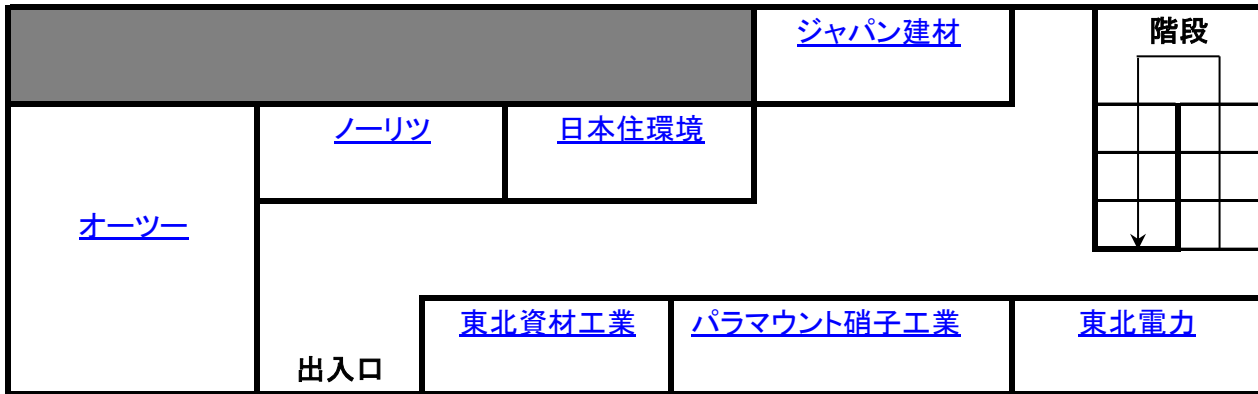 ジャパン建材
階段
ノーリツ
日本住環境
オーツー
東北資材工業
パラマウント硝子工業
東北電力
出入口